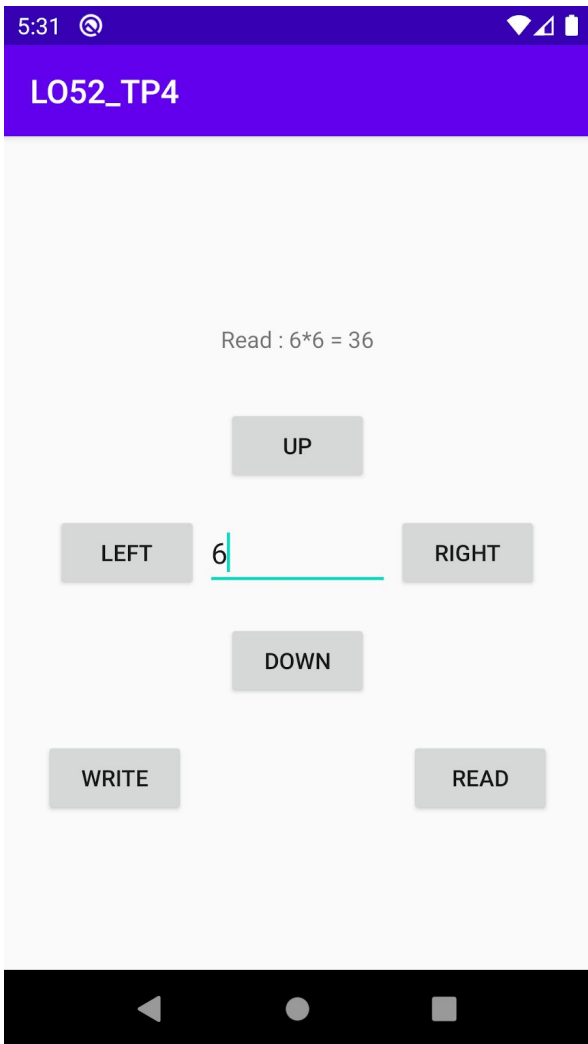 5:31
LO52_TP4
Read : 6*6 = 36
UP
LEFT 6 RIGHT
DOWN
WRITE READ